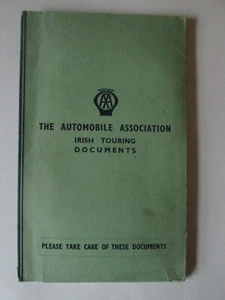 AA
THE AUTOMOBILE ASSOCIATION
IRISH TOURING
DOCUMENTS
PLEASE TAKE CARE OF THESE DOCUMENTS